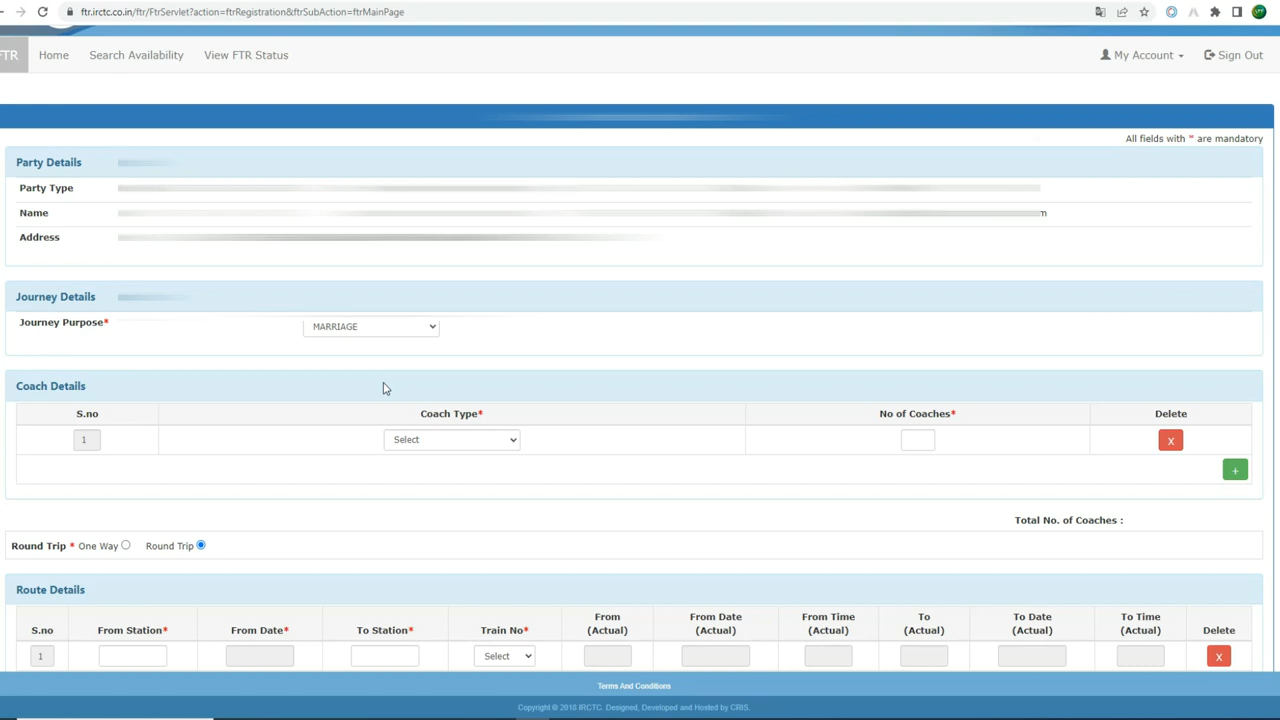 ftr.irctc.co.in/ftr/FtrServlet?action=ftrRegistration&ftrSubAction=ftrMainPage
FTR Home Search Availability View FTR Status My Account Sign Out
All fields with * are mandatory
Party Details
Party Type
Name
Address
Journey Details
Journey Purpose* MARRIAGE
Coach Details
S.no Coach Type* No of Coaches* Delete
1 Select x
+
Total No. of Coaches :
Round Trip * One Way Round Trip
Route Details
S.no From Station* From Date* To Station* Train No* From (Actual) From Date (Actual) From Time (Actual) To (Actual) To Date (Actual) To Time (Actual) Delete
1 Select x
Terms And Conditions
Copyright © 2018 IRCTC. Designed, Developed and Hosted by CRIS.